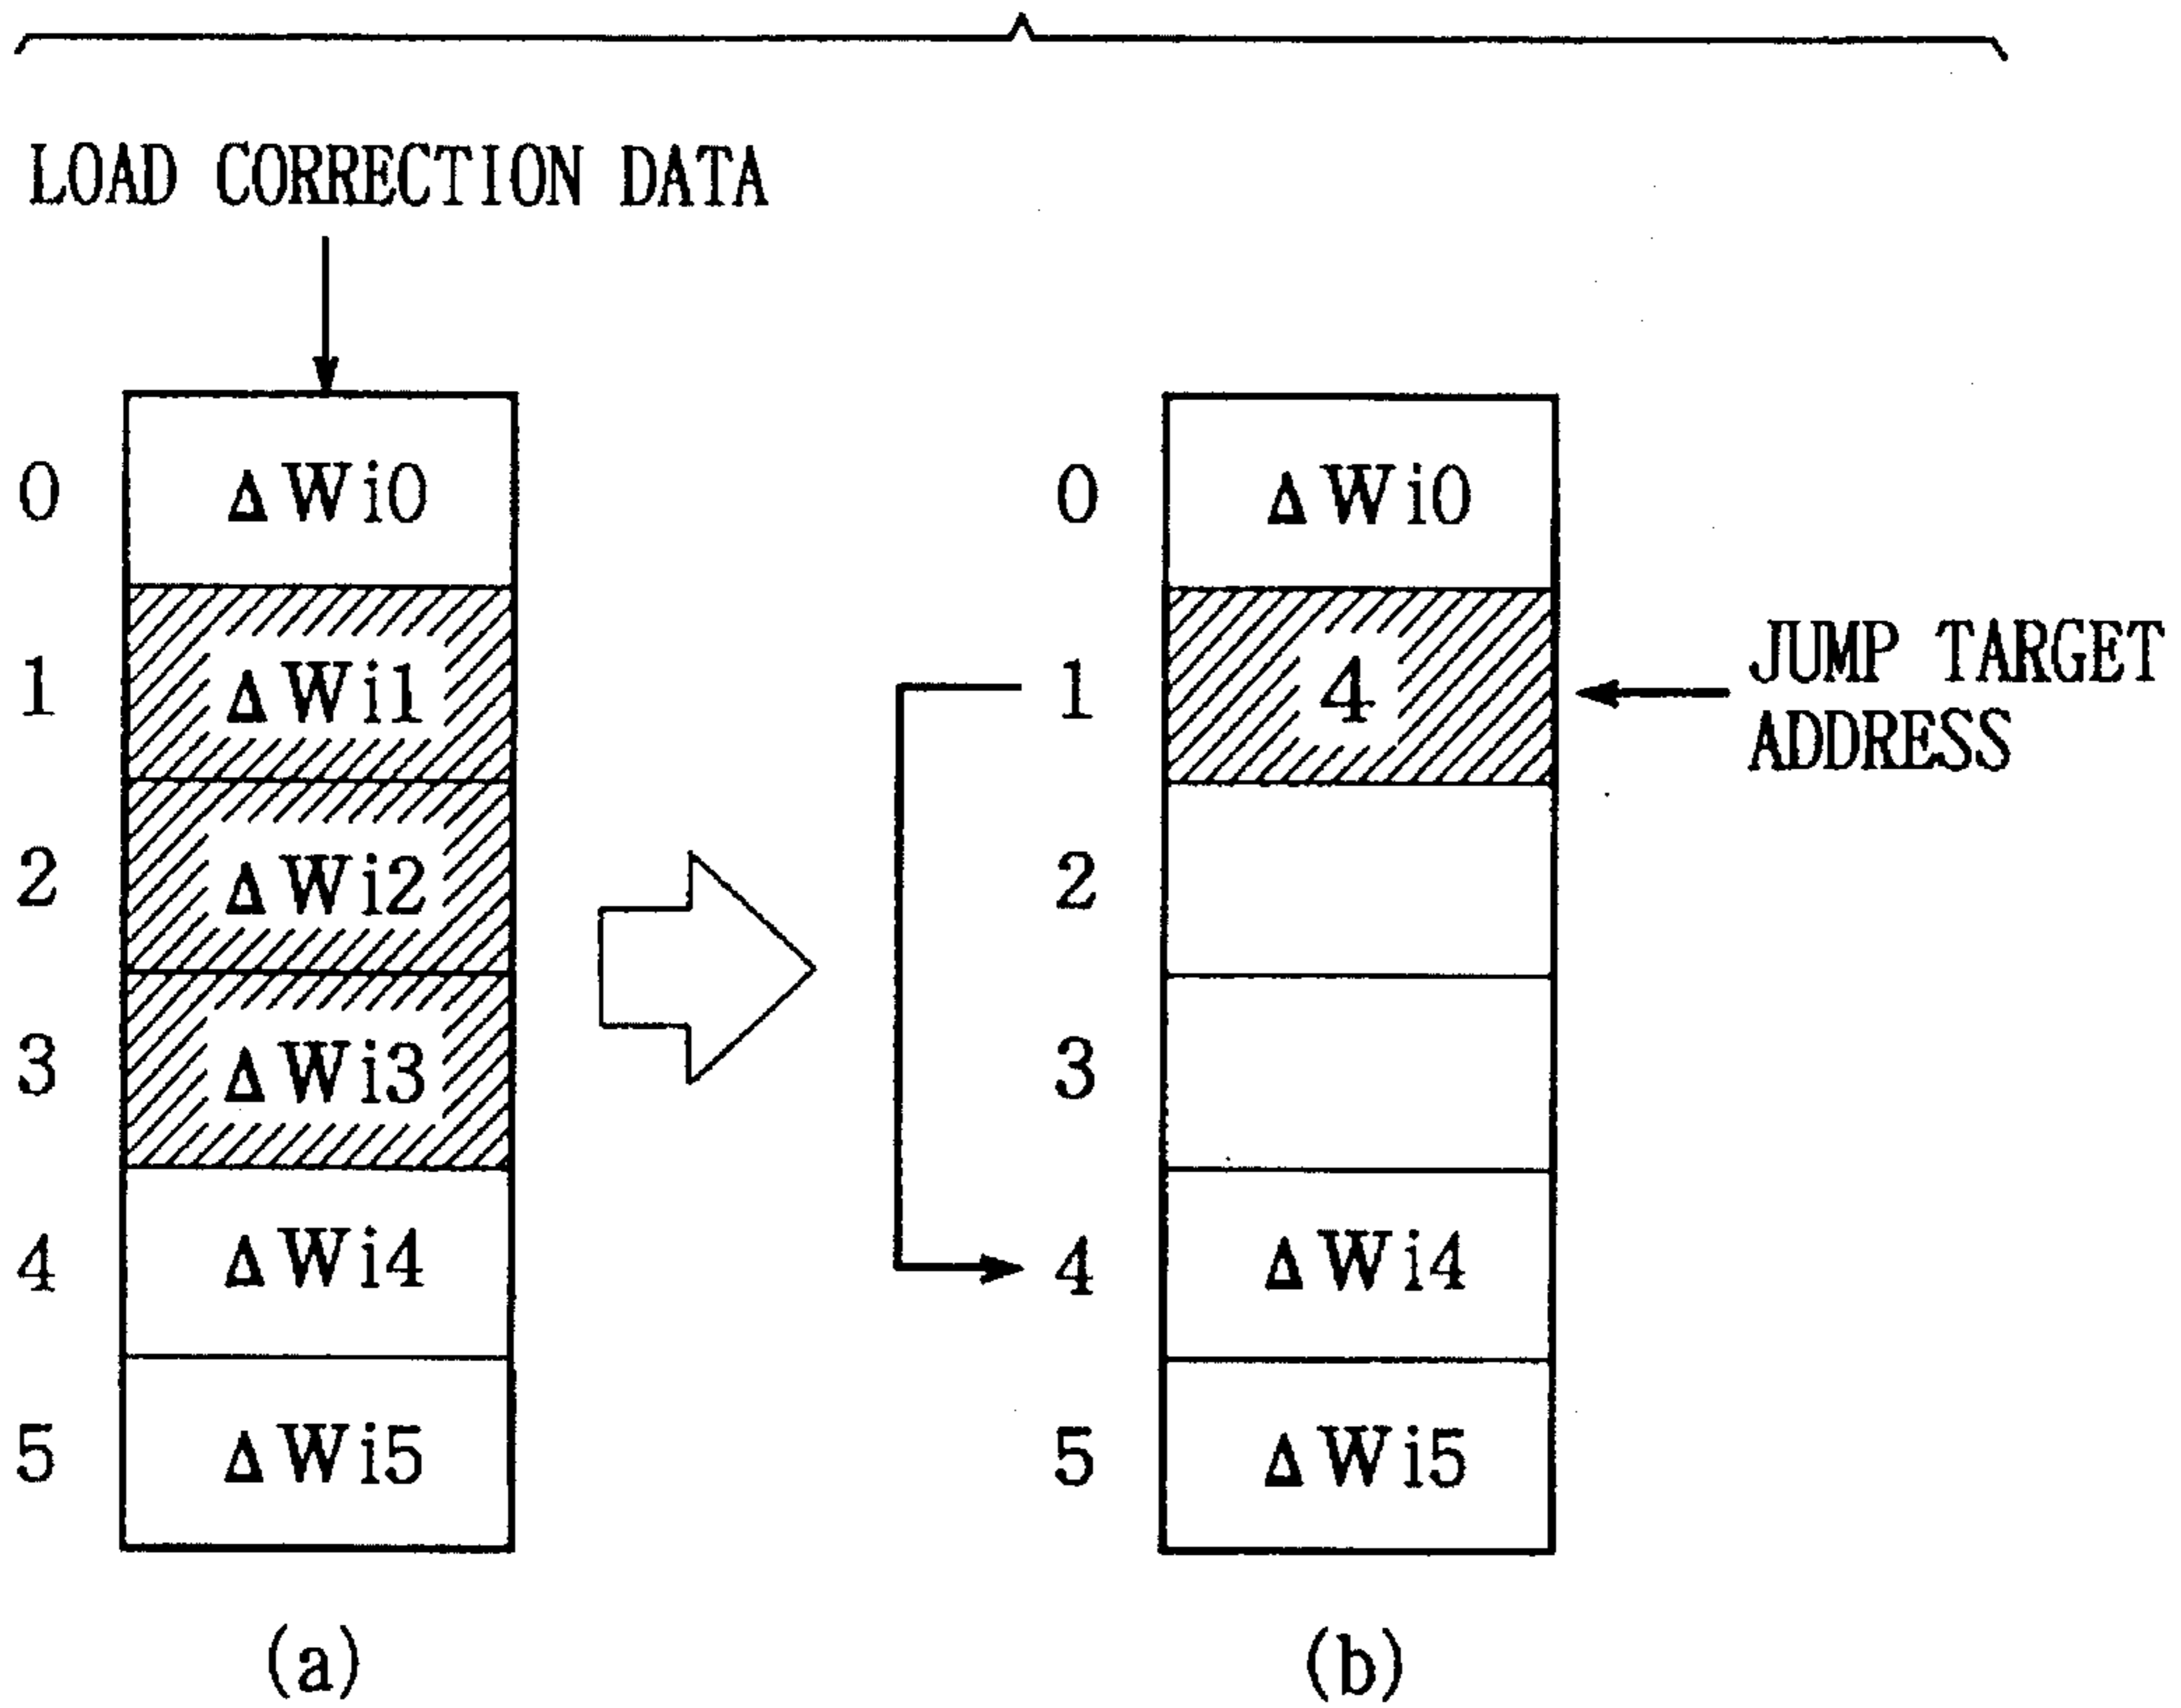 LOAD CORRECTION DATA
0 ΔWi0
1 ΔWi1
2 ΔWi2
3 ΔWi3
4 ΔWi4
5 ΔWi5
(a)
0 ΔWi0
1 4
JUMP TARGET
ADDRESS
2
3
4 ΔWi4
5 ΔWi5
(b)